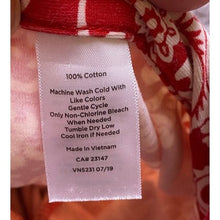 100% Cotton
Machine Wash Cold With
Like Colors
Gentle Cycle
Only Non-Chlorine Bleach
When Needed
Tumble Dry Low
Cool Iron If Needed
Made in Vietnam
CA# 23147
VN5231 07/19